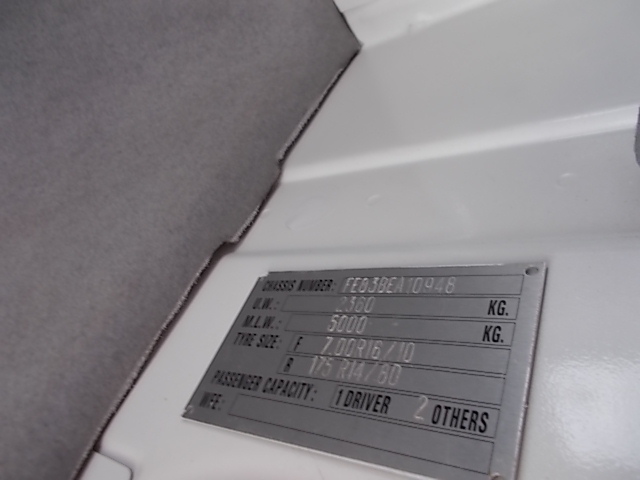 CHASSIS NUMBER: FE83BEA10948
U.W.: 2360 KG.
M.L.W.: 5000 KG.
TYRE SIZE: F 7.00R16/10
R 175 R14/8D
PASSENGER CAPACITY: 1 DRIVER 2 OTHERS
MFE: